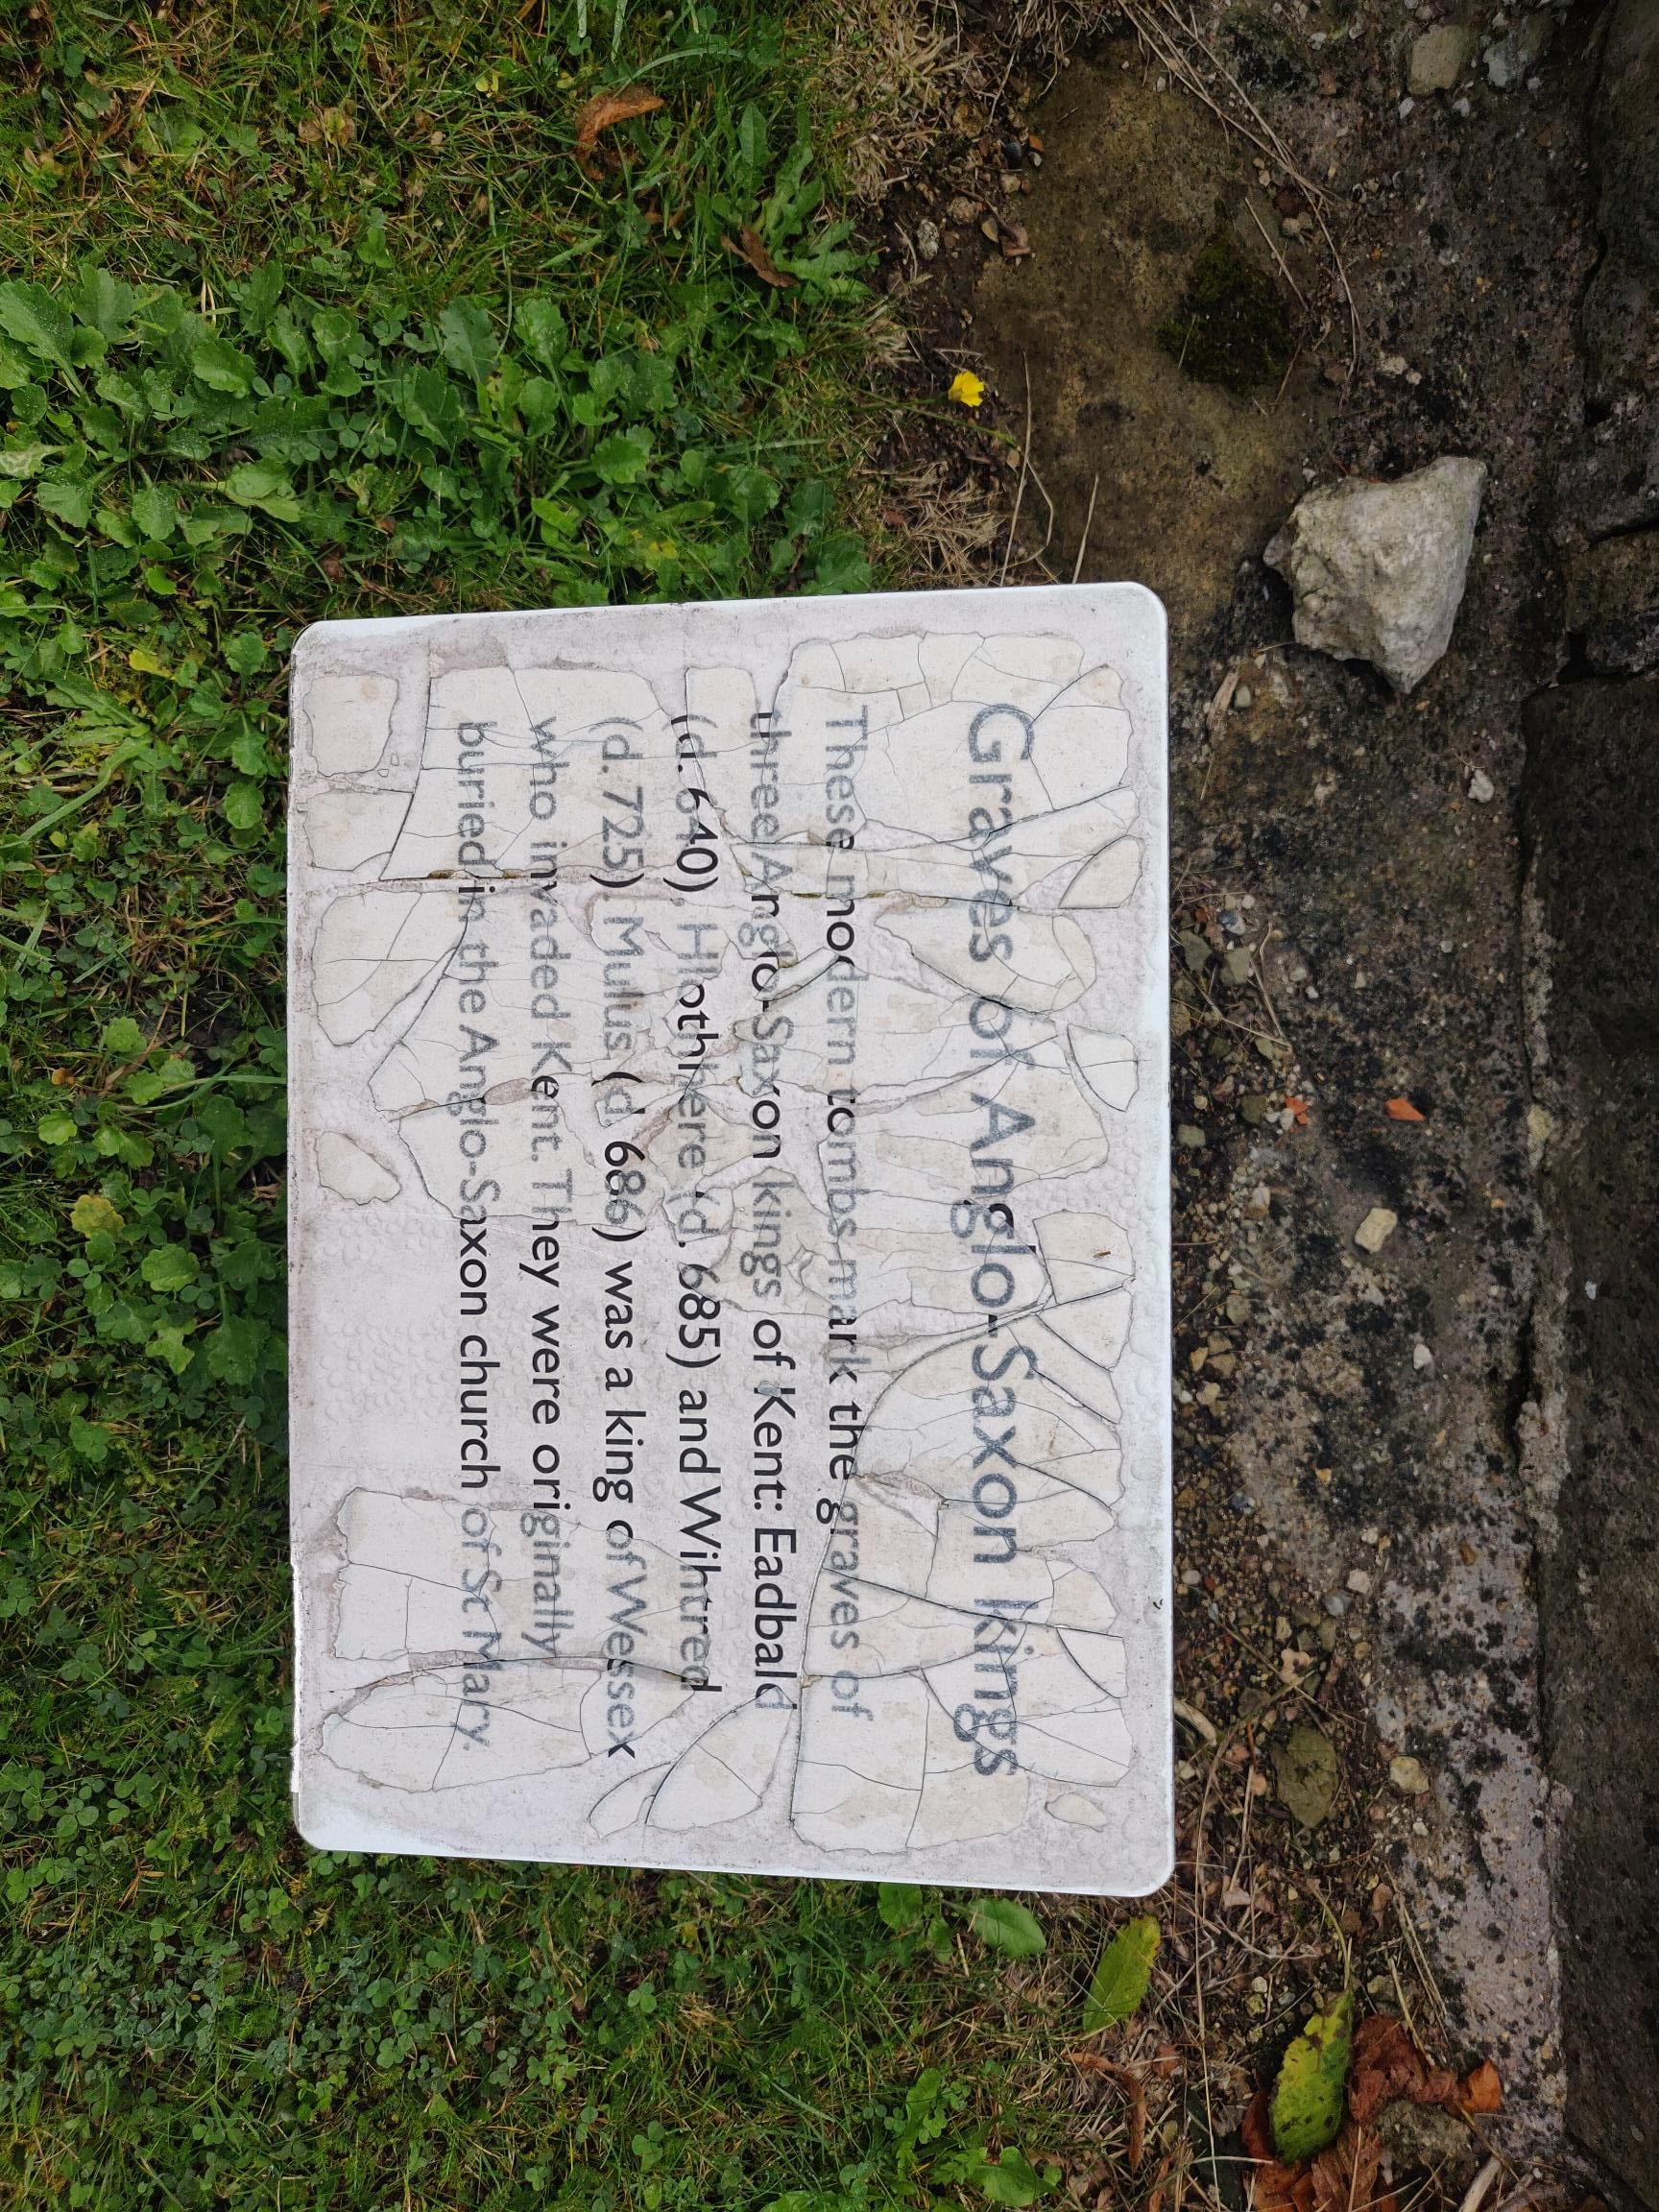 Graves of Anglo-Saxon kings
These modern tombs mark the graves of
three Anglo-Saxon kings of Kent: Eadbald
(d. 640), Hlothhere (d. 685) and Wihtred
(d. 725). Mulus (d. 686) was a king of Wessex
who invaded Kent. They were originally
buried in the Anglo-Saxon church of St Mary.